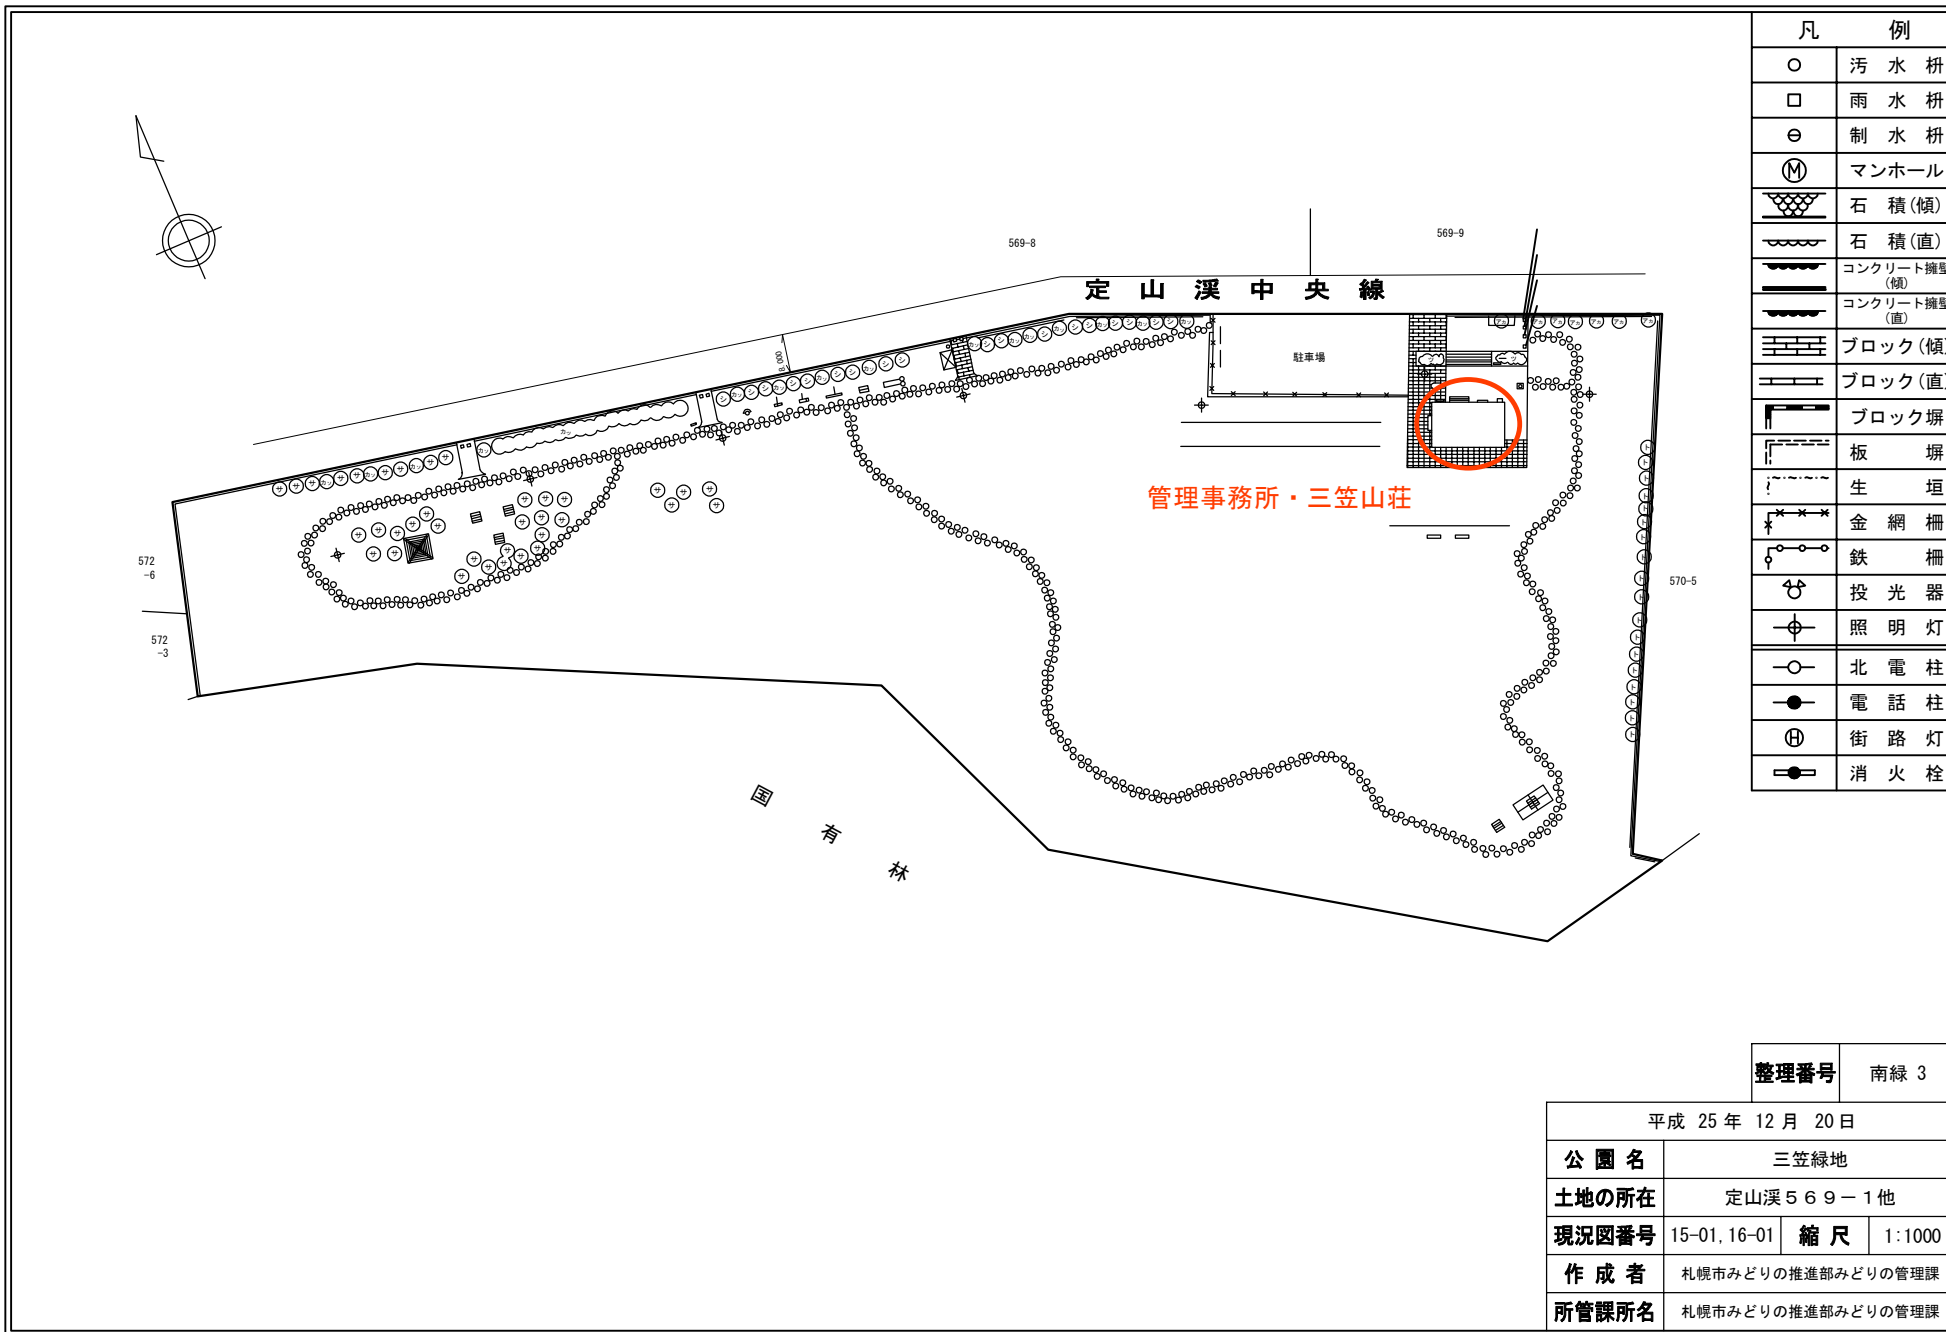 凡 例
汚水枡
雨水枡
制水枡
マンホール
石積(傾)
石積(直)
コンクリート擁壁
(傾)
コンクリート擁壁
(直)
ブロック(傾)
ブロック(直)
ブロック塀
板塀
生垣
金網柵
鉄柵
投光器
照明灯
北電柱
電話柱
街路灯
消火栓
569-8
569-9
定山渓中央線
8.000
駐車場
管理事務所・三笠山荘
572
-6
572
-3
570-5
国有林
整理番号 南緑 3
平成 25 年 12 月 20日
公園名 三笠緑地
土地の所在 定山渓569-1他
現況図番号 15-01,16-01 縮尺 1:1000
作成者 札幌市みどりの推進部みどりの管理課
所管課所名 札幌市みどりの推進部みどりの管理課